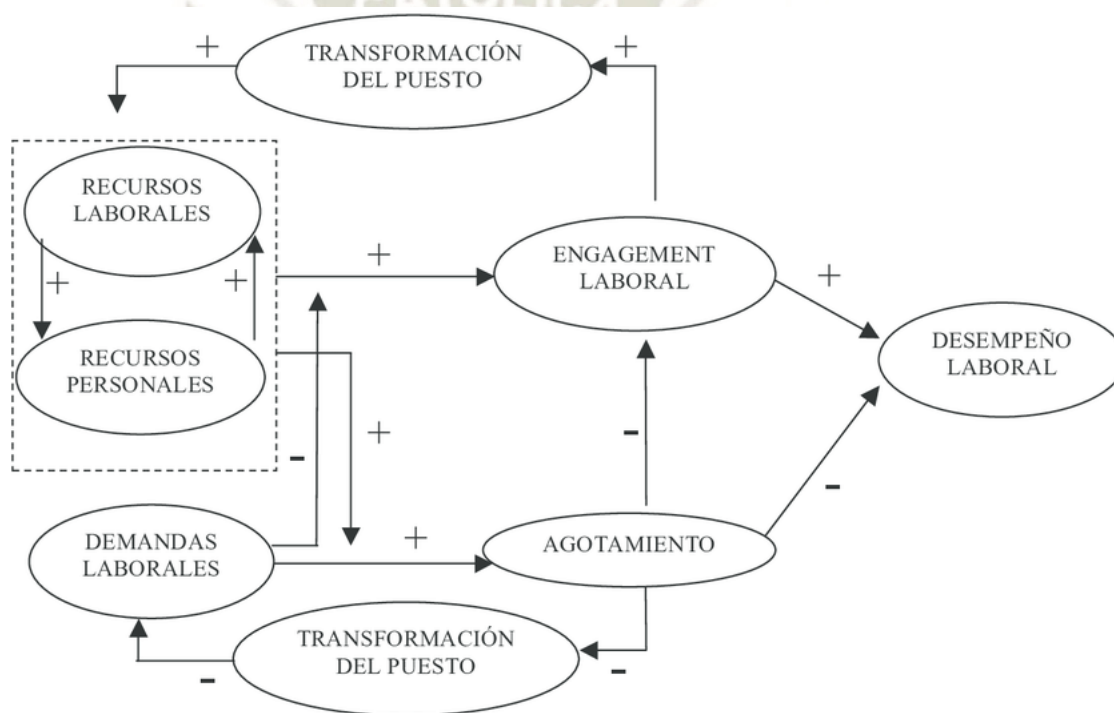 +
TRANSFORMACIÓN
DEL PUESTO
+
RECURSOS
LABORALES
+
+
RECURSOS
PERSONALES
+
ENGAGEMENT
LABORAL
+
DESEMPEÑO
LABORAL
-
+
-
-
DEMANDAS
LABORALES
+
AGOTAMIENTO
-
TRANSFORMACIÓN
DEL PUESTO
-